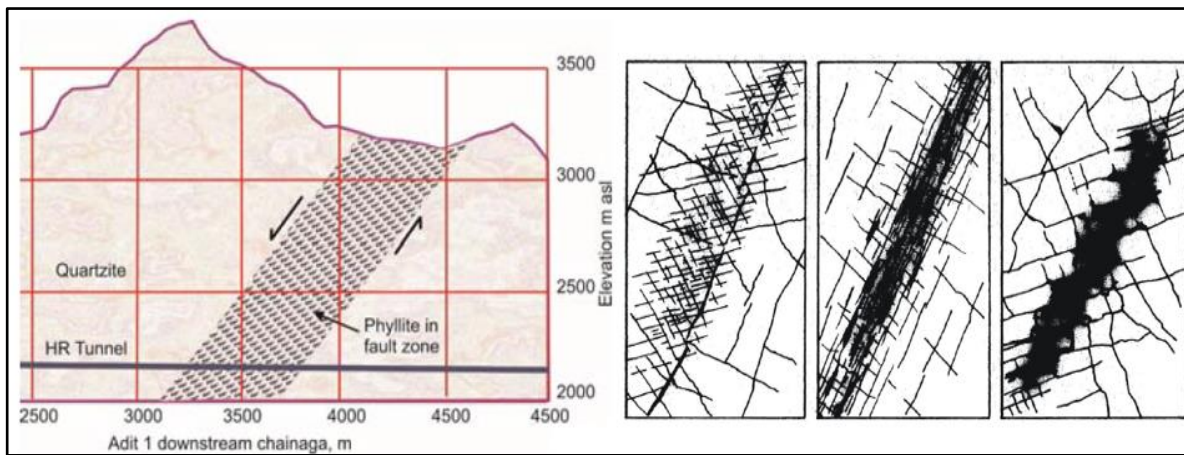 3500
3000
2500
2000
Elevation m asl
Quartzite
HR Tunnel
Phyllite in
fault zone
2500 3000 3500 4000 4500 4500
Adit 1 downstream chainaga, m